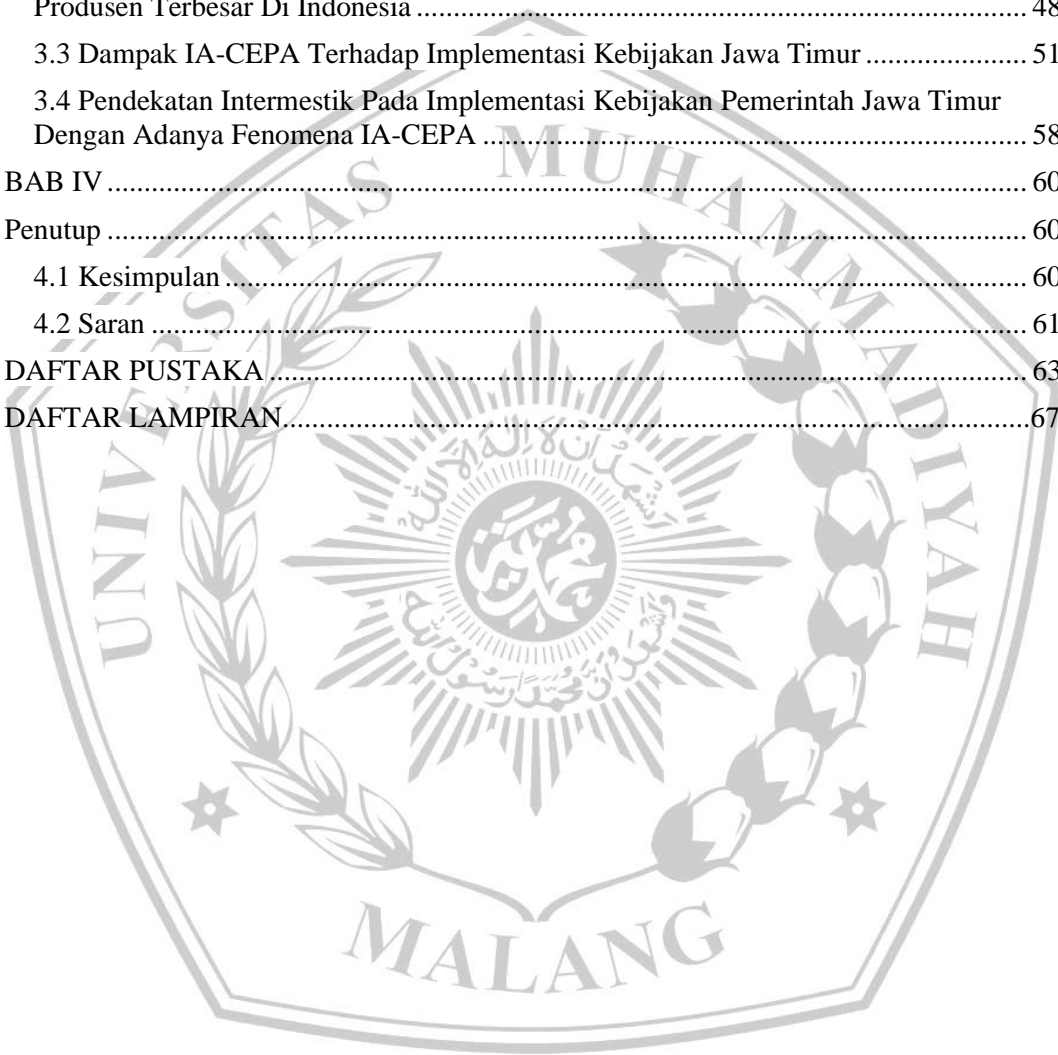 Produsen Terbesar Di Indonesia ........................................................................................ 48
3.3 Dampak IA-CEPA Terhadap Implementasi Kebijakan Jawa Timur ....................... 51
3.4 Pendekatan Intermestik Pada Implementasi Kebijakan Pemerintah Jawa Timur
Dengan Adanya Fenomena IA-CEPA ............................................................................. 58
BAB IV .................................................................................................................................... 60
Penutup .................................................................................................................................... 60
4.1 Kesimpulan .................................................................................................................. 60
4.2 Saran ............................................................................................................................ 61
DAFTAR PUSTAKA ............................................................................................................. 63
DAFTAR LAMPIRAN............................................................................................................67
UNIVERSITAS MUHAMMADIYAH
MALANG